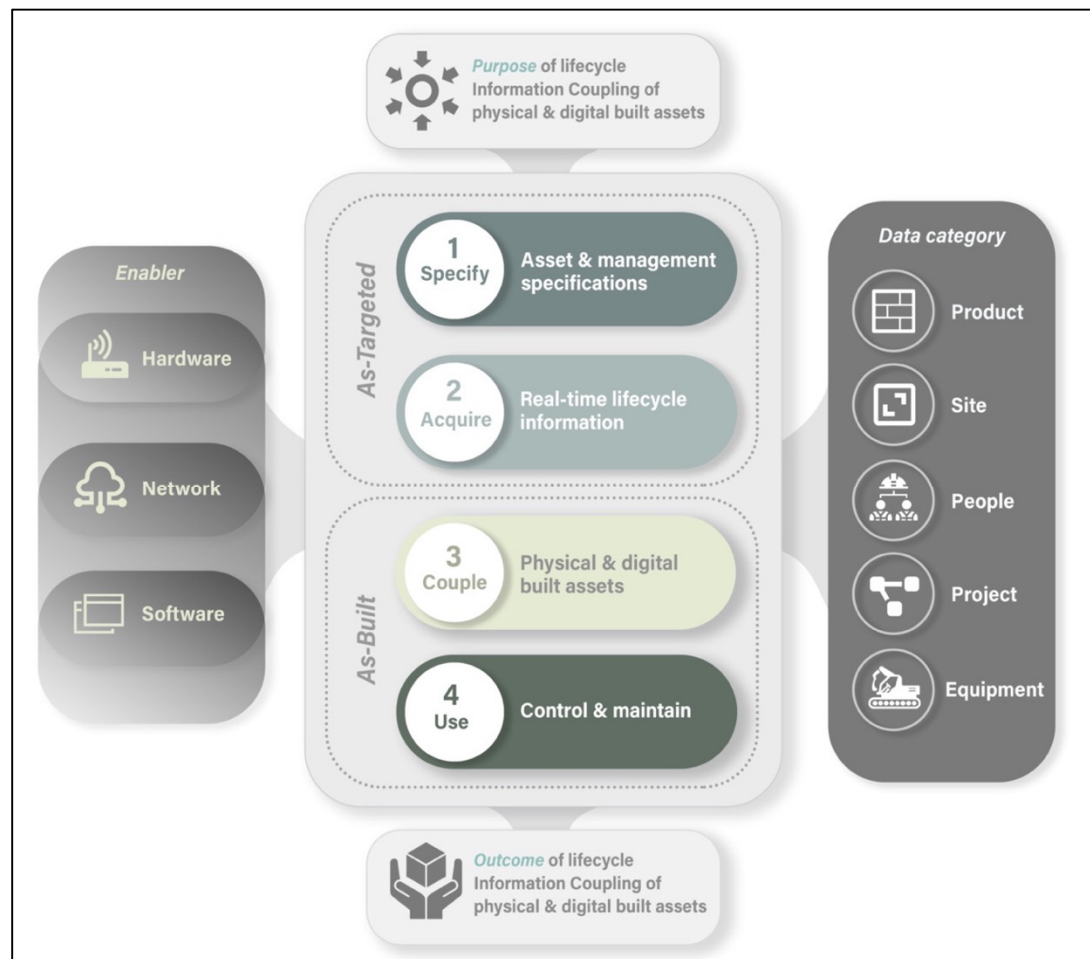 Purpose of lifecycle
Information Coupling of
physical & digital built assets
Enabler
Hardware
Network
Software
As-Targeted
1
Specify
Asset & management
specifications
2
Acquire
Real-time lifecycle
information
As-Built
3
Couple
Physical & digital
built assets
4
Use
Control & maintain
Data category
Product
Site
People
Project
Equipment
Outcome of lifecycle
Information Coupling of
physical & digital built assets